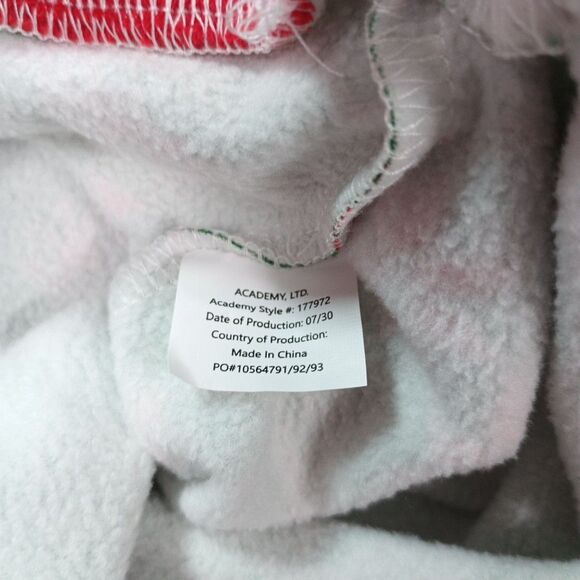 ACADEMY, LTD.
Academy Style #: 177972
Date of Production: 07/30
Country of Production:
Made In China
PO#10564791/92/93